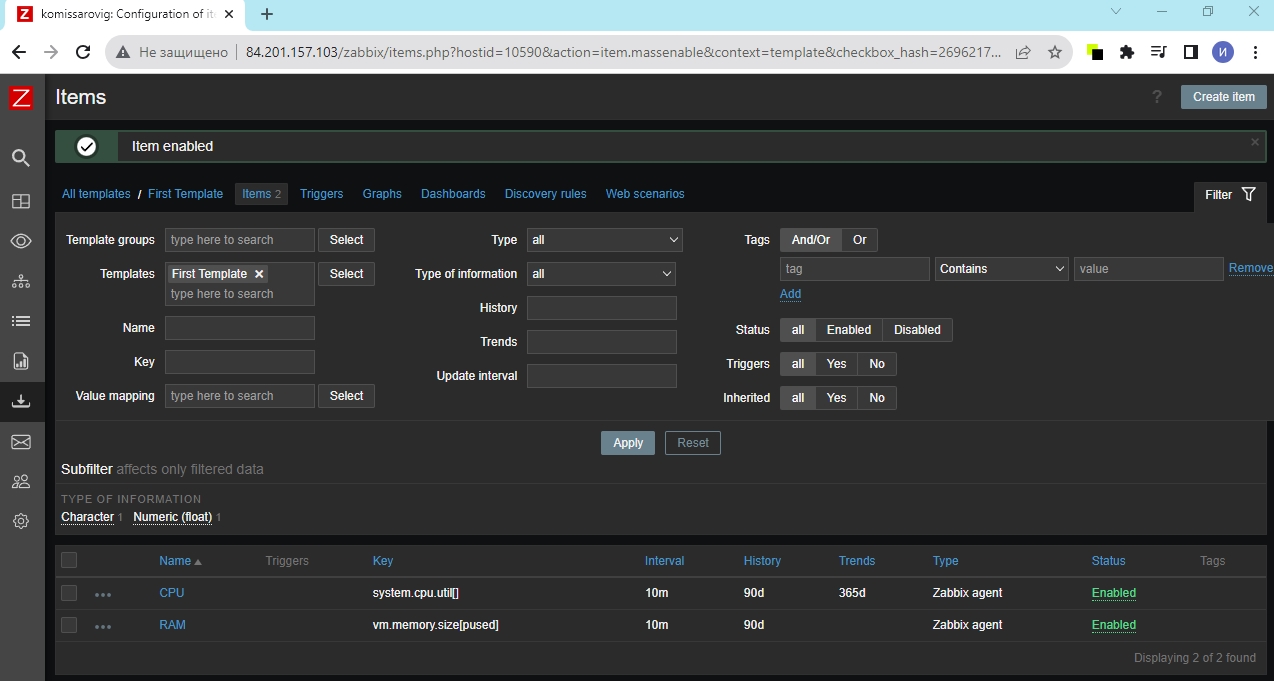 Z komissarovig: Configuration of it
Не защищено 84.201.157.103/zabbix/items.php?hostid=10590&action=item.massenable&context=template&checkbox_hash=2696217... И
Z Items ? Create item
Item enabled
All templates / First Template Items 2 Triggers Graphs Dashboards Discovery rules Web scenarios Filter
Template groups type here to search Select Type all Tags And/Or Or
tag Contains value Remove
Templates First Template Select Type of information all
type here to search Add
History
Name Status all Enabled Disabled
Trends
Key Triggers all Yes No
Update interval
Value mapping type here to search Select Inherited all Yes No
Apply Reset
Subfilter affects only filtered data
TYPE OF INFORMATION
Character 1 Numeric (float) 1
Name Triggers Key Interval History Trends Type Status Tags
CPU system.cpu.util[] 10m 90d 365d Zabbix agent Enabled
RAM vm.memory.size[pused] 10m 90d Zabbix agent Enabled
Displaying 2 of 2 found